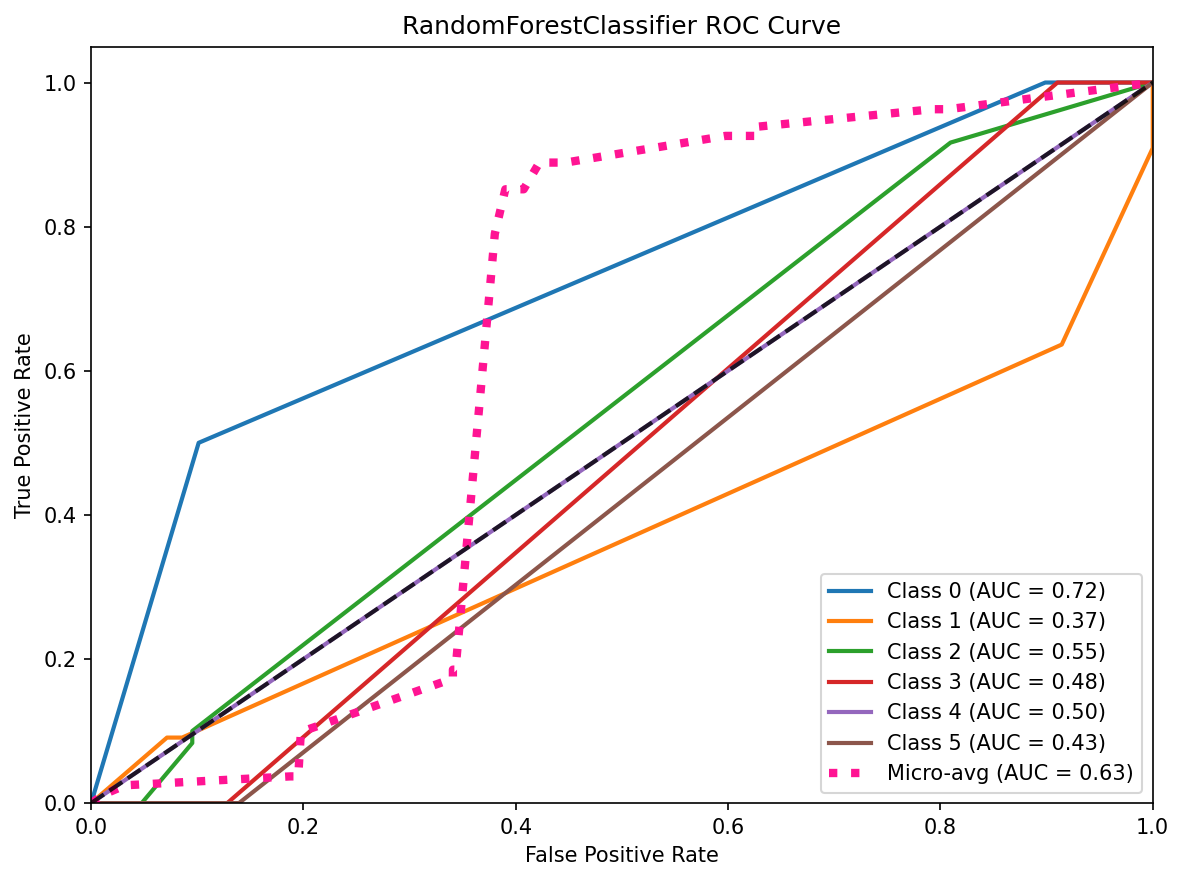 RandomForestClassifier ROC Curve
True Positive Rate
1.0
0.8
0.6
0.4
0.2
0.0
0.0 0.2 0.4 0.6 0.8 1.0
False Positive Rate
Class 0 (AUC = 0.72)
Class 1 (AUC = 0.37)
Class 2 (AUC = 0.55)
Class 3 (AUC = 0.48)
Class 4 (AUC = 0.50)
Class 5 (AUC = 0.43)
Micro-avg (AUC = 0.63)